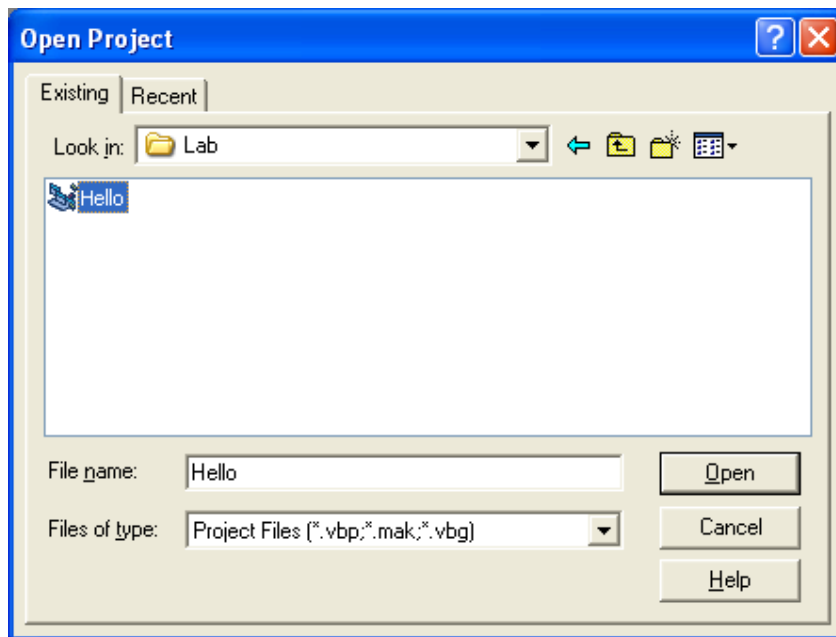 Open Project
Existing Recent
Look in: Lab
Hello
File name: Hello Open
Files of type: Project Files (*.vbp;*.mak;*.vbg) Cancel
Help